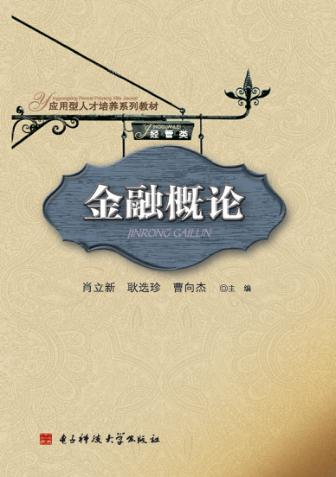 应用型人才培养系列教材
经管类
金融概论
JINRONG GAILUN
肖立新 耿选珍 曹向杰 ◎主 编
电子科技大学出版社